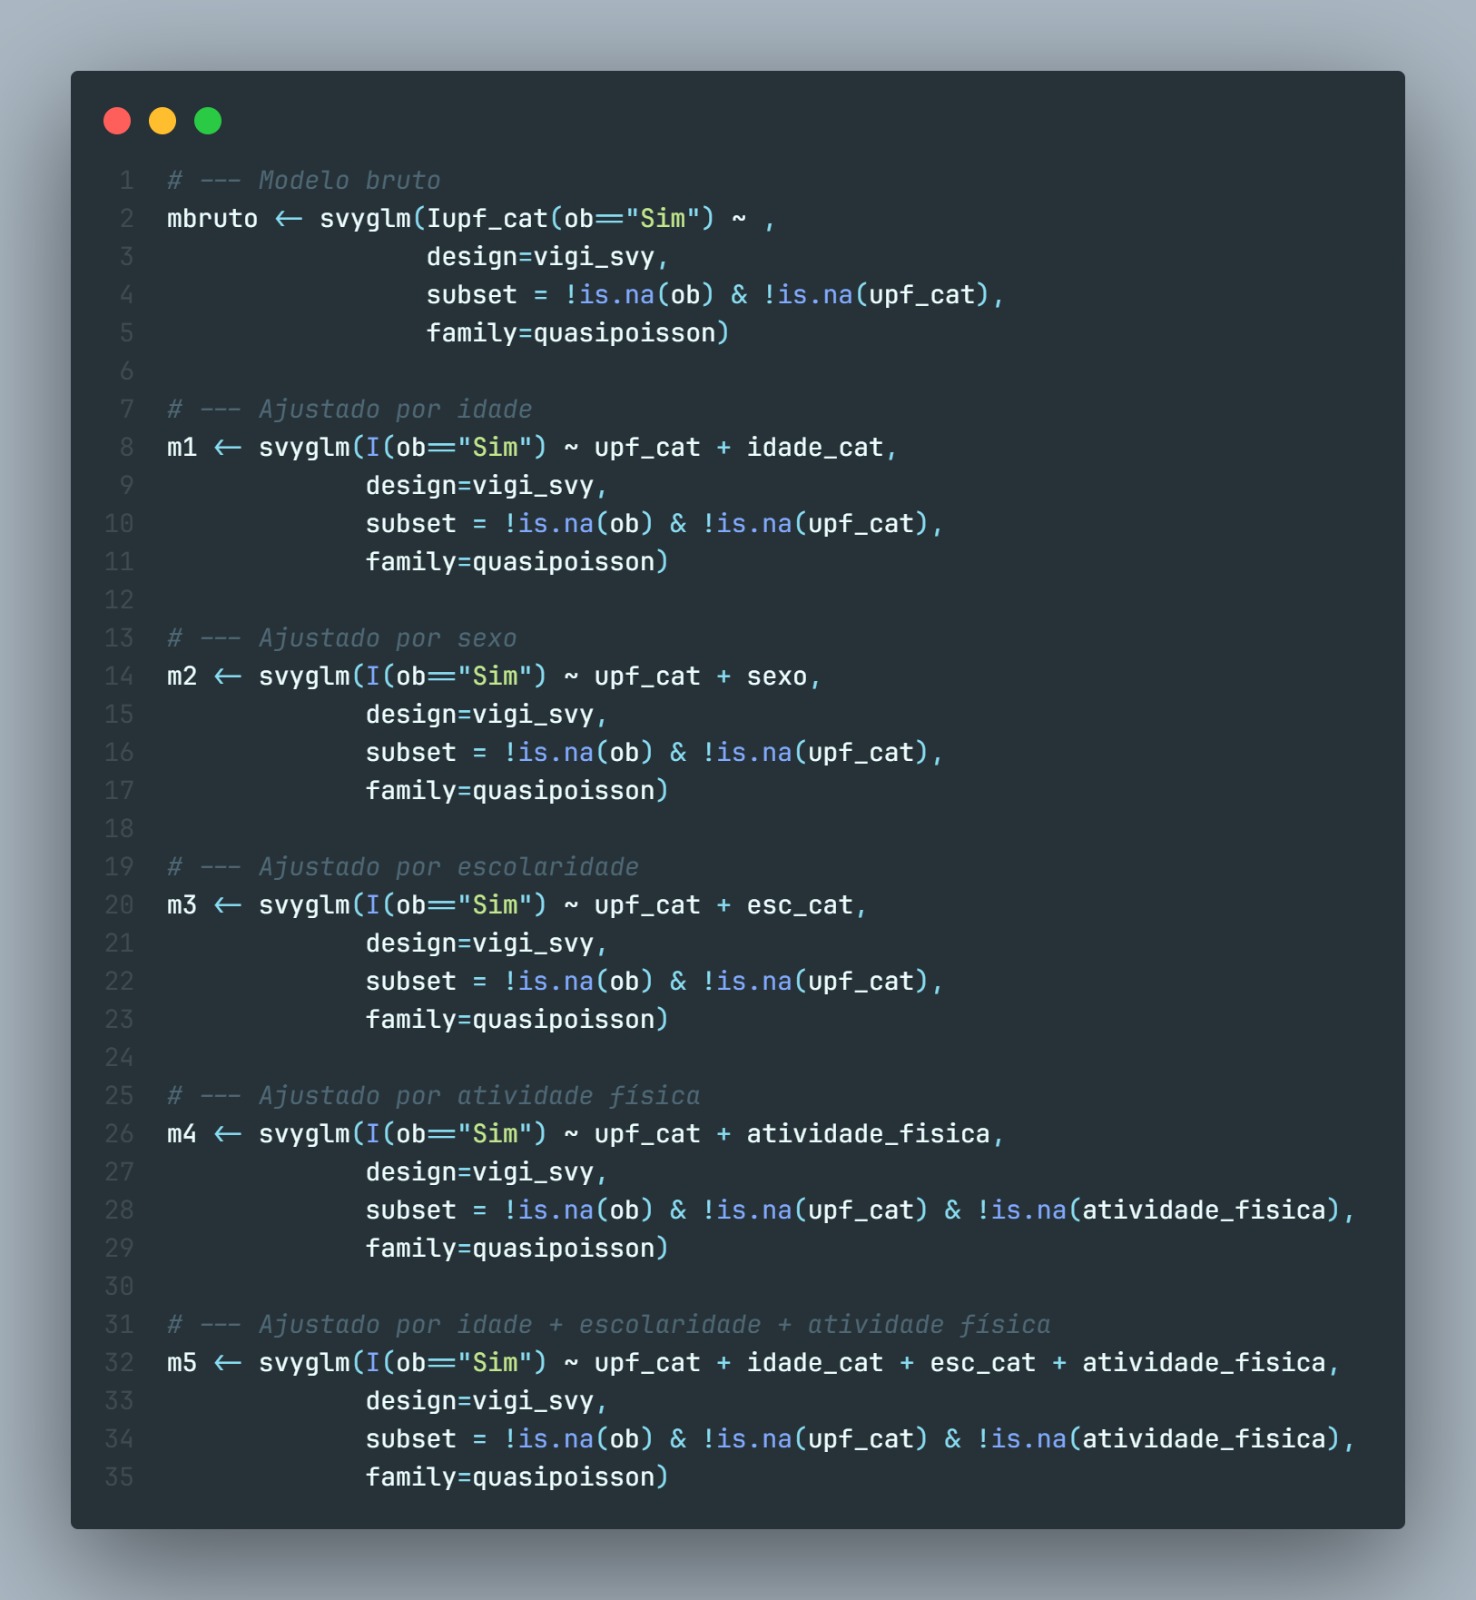 1 # --- Modelo bruto
2 mbruto <- svyglm(Iupf_cat(ob=="Sim") ~ ,
3 design=vigi_svy,
4 subset = !is.na(ob) & !is.na(upf_cat),
5 family=quasipoisson)
6
7 # --- Ajustado por idade
8 m1 <- svyglm(I(ob=="Sim") ~ upf_cat + idade_cat,
9 design=vigi_svy,
10 subset = !is.na(ob) & !is.na(upf_cat),
11 family=quasipoisson)
12
13 # --- Ajustado por sexo
14 m2 <- svyglm(I(ob=="Sim") ~ upf_cat + sexo,
15 design=vigi_svy,
16 subset = !is.na(ob) & !is.na(upf_cat),
17 family=quasipoisson)
18
19 # --- Ajustado por escolaridade
20 m3 <- svyglm(I(ob=="Sim") ~ upf_cat + esc_cat,
21 design=vigi_svy,
22 subset = !is.na(ob) & !is.na(upf_cat),
23 family=quasipoisson)
24
25 # --- Ajustado por atividade física
26 m4 <- svyglm(I(ob=="Sim") ~ upf_cat + atividade_fisica,
27 design=vigi_svy,
28 subset = !is.na(ob) & !is.na(upf_cat) & !is.na(atividade_fisica),
29 family=quasipoisson)
30
31 # --- Ajustado por idade + escolaridade + atividade física
32 m5 <- svyglm(I(ob=="Sim") ~ upf_cat + idade_cat + esc_cat + atividade_fisica,
33 design=vigi_svy,
34 subset = !is.na(ob) & !is.na(upf_cat) & !is.na(atividade_fisica),
35 family=quasipoisson)